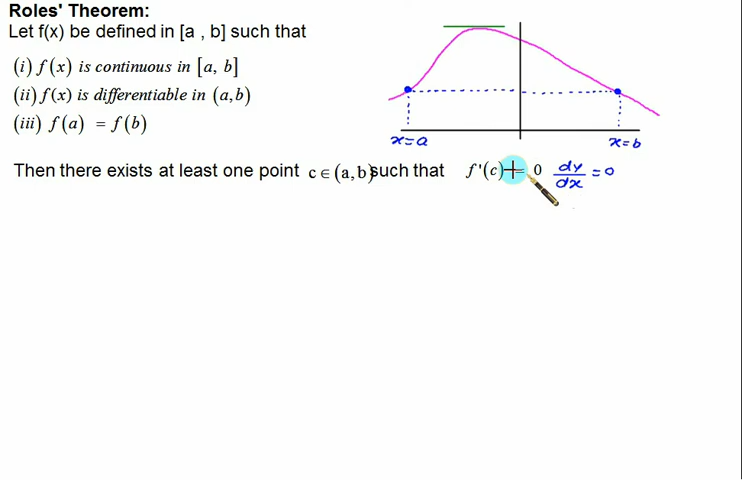 Roles' Theorem:
Let f(x) be defined in [a , b] such that
(i) f(x) is continuous in [a, b]
(ii) f(x) is differentiable in (a,b)
(iii) f(a) = f(b)
x=a
x=b
Then there exists at least one point c ∈ (a,b) such that f'(c) = 0 dy/dx = 0